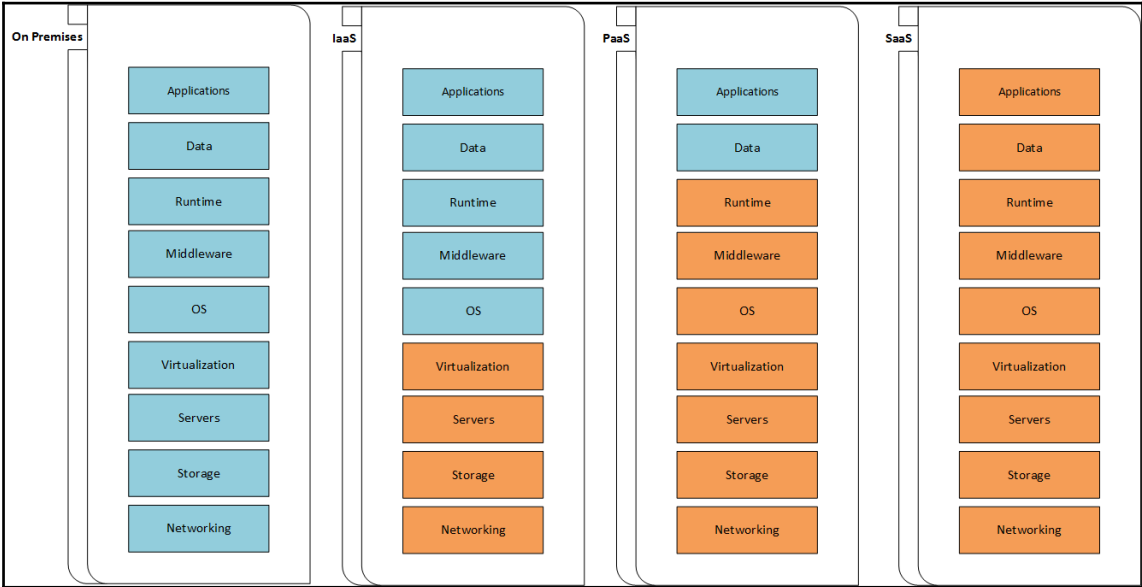 On Premises
Applications
Data
Runtime
Middleware
OS
Virtualization
Servers
Storage
Networking
IaaS
Applications
Data
Runtime
Middleware
OS
Virtualization
Servers
Storage
Networking
PaaS
Applications
Data
Runtime
Middleware
OS
Virtualization
Servers
Storage
Networking
SaaS
Applications
Data
Runtime
Middleware
OS
Virtualization
Servers
Storage
Networking